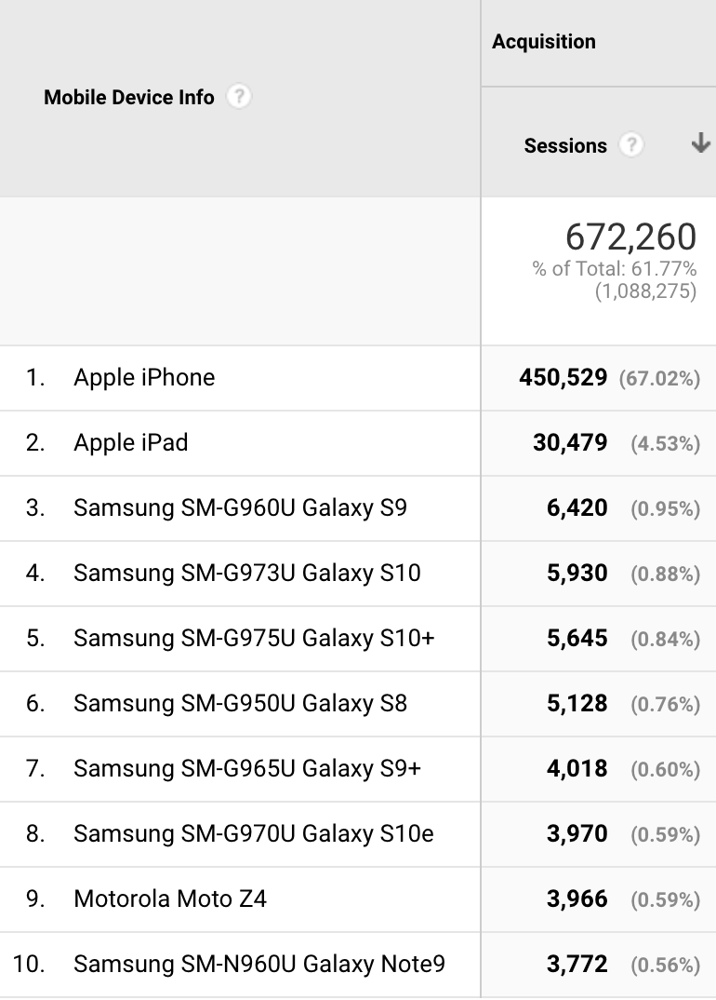 Acquisition
Mobile Device Info ?
Sessions ?
672,260
% of Total: 61.77%
(1,088,275)
1. Apple iPhone 450,529 (67.02%)
2. Apple iPad 30,479 (4.53%)
3. Samsung SM-G960U Galaxy S9 6,420 (0.95%)
4. Samsung SM-G973U Galaxy S10 5,930 (0.88%)
5. Samsung SM-G975U Galaxy S10+ 5,645 (0.84%)
6. Samsung SM-G950U Galaxy S8 5,128 (0.76%)
7. Samsung SM-G965U Galaxy S9+ 4,018 (0.60%)
8. Samsung SM-G970U Galaxy S10e 3,970 (0.59%)
9. Motorola Moto Z4 3,966 (0.59%)
10. Samsung SM-N960U Galaxy Note9 3,772 (0.56%)